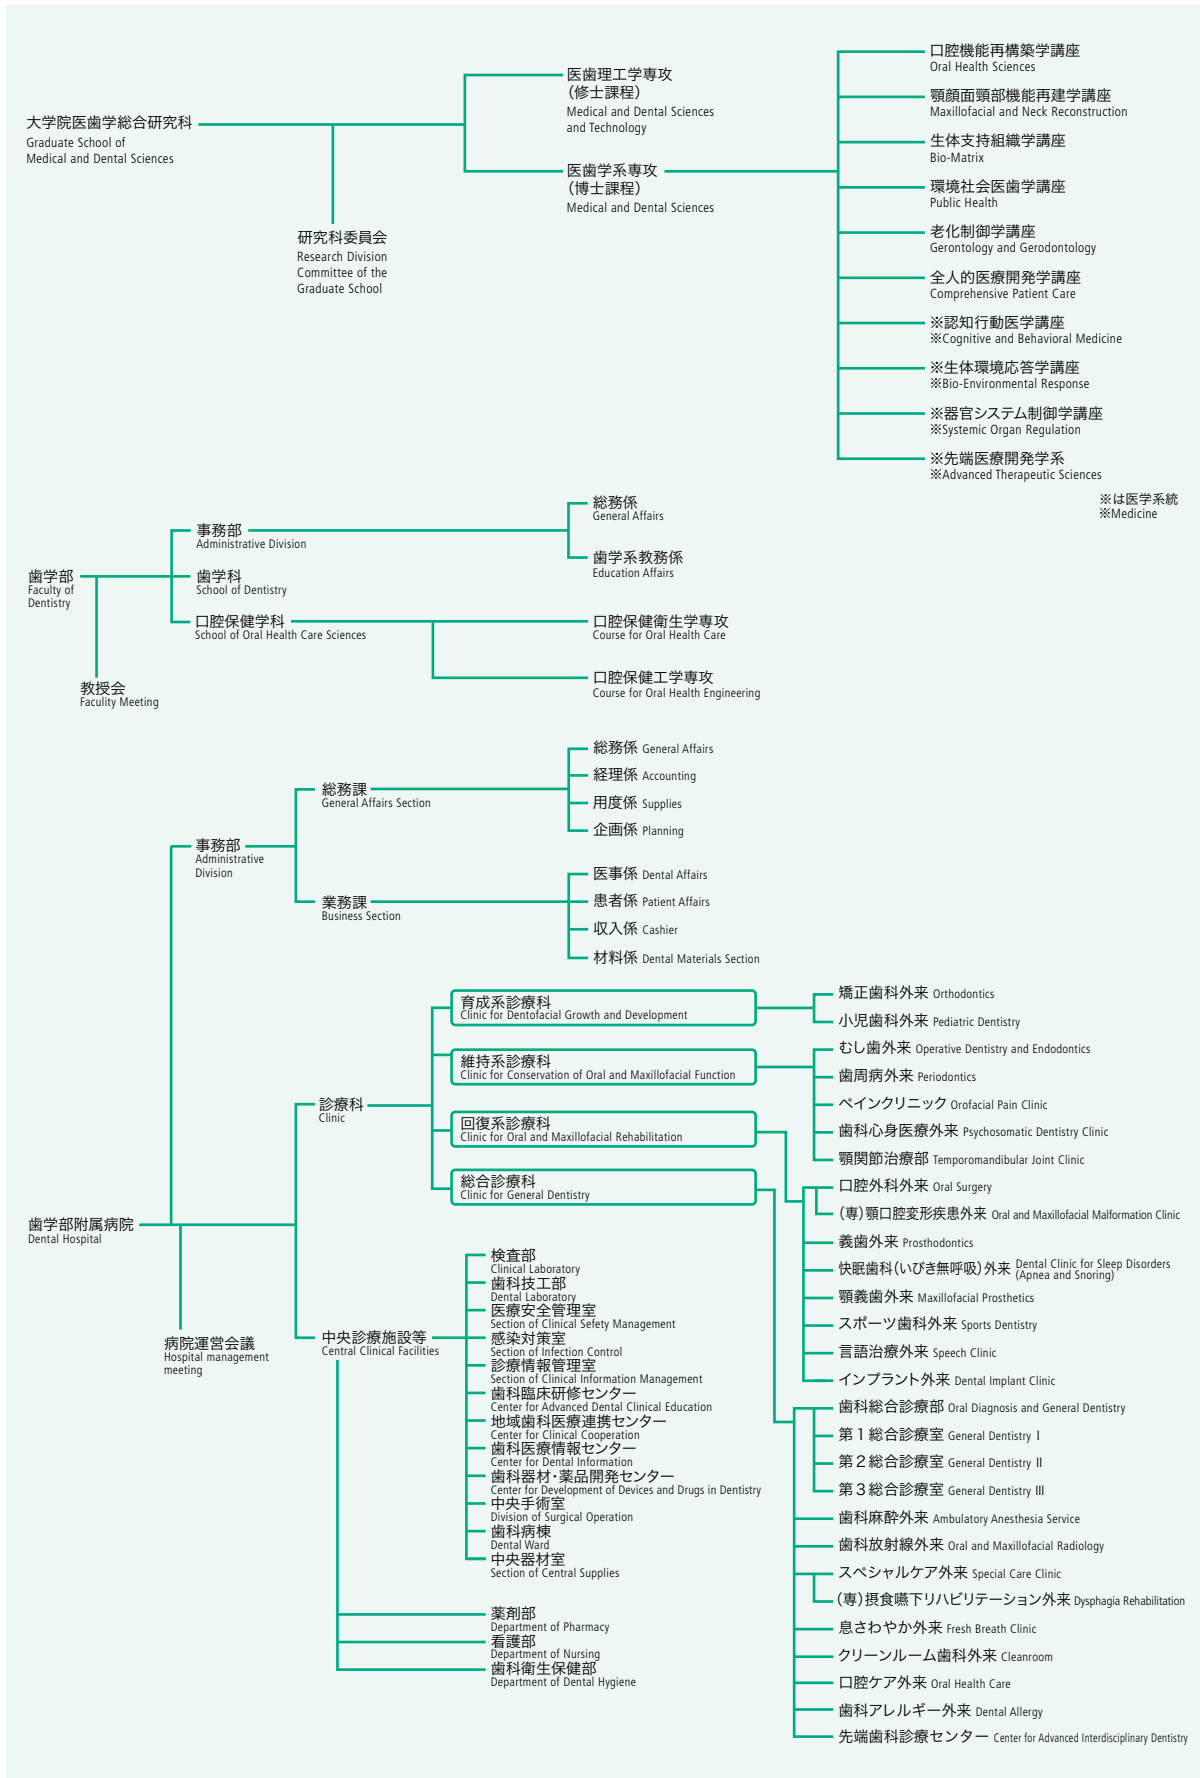 大学院医歯学総合研究科
Graduate School of
Medical and Dental Sciences
研究科委員会
Research Division
Committee of the
Graduate School
医歯理工学専攻
（修士課程）
Medical and Dental Sciences
and Technology
医歯学系専攻
（博士課程）
Medical and Dental Sciences
口腔機能再構築学講座
Oral Health Sciences
顎顔面頸部機能再建学講座
Maxillofacial and Neck Reconstruction
生体支持組織学講座
Bio-Matrix
環境社会医歯学講座
Public Health
老化制御学講座
Gerontology and Gerodontology
全人的医療開発学講座
Comprehensive Patient Care
※認知行動医学講座
※Cognitive and Behavioral Medicine
※生体環境応答学講座
※Bio-Environmental Response
※器官システム制御学講座
※Systemic Organ Regulation
※先端医療開発学系
※Advanced Therapeutic Sciences
※は医学系統
※Medicine
歯学部
Faculty of
Dentistry
教授会
Faculity Meeting
事務部
Administrative Division
歯学科
School of Dentistry
口腔保健学科
School of Oral Health Care Sciences
総務係
General Affairs
歯学系教務係
Education Affairs
口腔保健衛生学専攻
Course for Oral Health Care
口腔保健工学専攻
Course for Oral Health Engineering
歯学部附属病院
Dental Hospital
病院運営会議
Hospital management
meeting
事務部
Administrative
Division
総務課
General Affairs Section
総務係 General Affairs
経理係 Accounting
用度係 Supplies
企画係 Planning
業務課
Business Section
医事係 Dental Affairs
患者係 Patient Affairs
収入係 Cashier
材料係 Dental Materials Section
診療科
Clinic
育成系診療科
Clinic for Dentofacial Growth and Development
矯正歯科外来 Orthodontics
小児歯科外来 Pediatric Dentistry
維持系診療科
Clinic for Conservation of Oral and Maxillofacial Function
むし歯外来 Operative Dentistry and Endodontics
歯周病外来 Periodontics
ペインクリニック Orofacial Pain Clinic
歯科心身医療外来 Psychosomatic Dentistry Clinic
顎関節治療部 Temporomandibular Joint Clinic
回復系診療科
Clinic for Oral and Maxillofacial Rehabilitation
口腔外科外来 Oral Surgery
（専）顎口腔変形疾患外来 Oral and Maxillofacial Malformation Clinic
義歯外来 Prosthodontics
快眠歯科（いびき無呼吸）外来 Dental Clinic for Sleep Disorders
(Apnea and Snoring)
顎義歯外来 Maxillofacial Prosthetics
スポーツ歯科外来 Sports Dentistry
言語治療外来 Speech Clinic
インプラント外来 Dental Implant Clinic
総合診療科
Clinic for General Dentistry
歯科総合診療部 Oral Diagnosis and General Dentistry
第１総合診療室 General Dentistry Ⅰ
第２総合診療室 General Dentistry Ⅱ
第３総合診療室 General Dentistry Ⅲ
歯科麻酔外来 Ambulatory Anesthesia Service
歯科放射線外来 Oral and Maxillofacial Radiology
スペシャルケア外来 Special Care Clinic
（専）摂食嚥下リハビリテーション外来 Dysphagia Rehabilitation
息さわやか外来 Fresh Breath Clinic
クリーンルーム歯科外来 Cleanroom
口腔ケア外来 Oral Health Care
歯科アレルギー外来 Dental Allergy
先端歯科診療センター Center for Advanced Interdisciplinary Dentistry
中央診療施設等
Central Clinical Facilities
検査部
Clinical Laboratory
歯科技工部
Dental Laboratory
医療安全管理室
Section of Clinical Sefety Management
感染対策室
Section of Infection Control
診療情報管理室
Section of Clinical Information Management
歯科臨床研修センター
Center for Advanced Dental Clinical Education
地域歯科医療連携センター
Center for Clinical Cooperation
歯科医療情報センター
Center for Dental Information
歯科器材・薬品開発センター
Center for Development of Devices and Drugs in Dentistry
中央手術室
Division of Surgical Operation
歯科病棟
Dental Ward
中央器材室
Section of Central Supplies
薬剤部
Department of Pharmacy
看護部
Department of Nursing
歯科衛生保健部
Department of Dental Hygiene